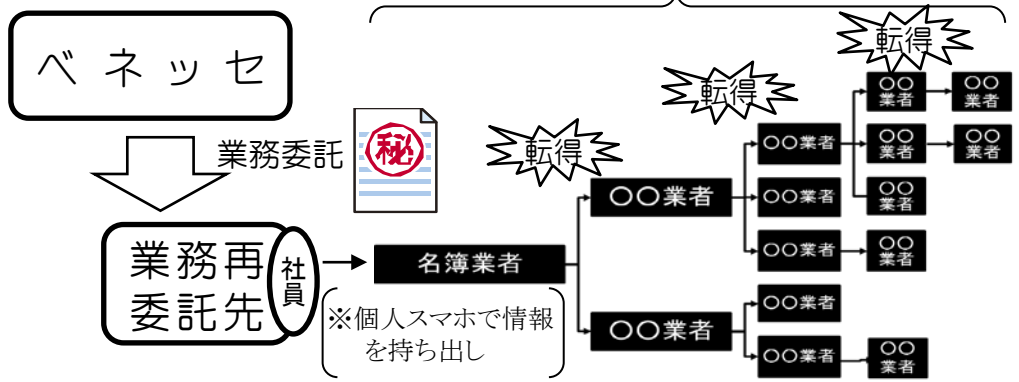 ベネッセ
業務委託
㊙
業務再
委託先
社員
名簿業者
※個人スマホで情報
を持ち出し
転得
〇〇業者
〇〇業者
転得
〇〇業者
〇〇業者
〇〇業者
〇〇業者
〇〇業者
転得
〇〇
業者
〇〇
業者
〇〇
業者
〇〇
業者
〇〇
業者
〇〇
業者
〇〇
業者